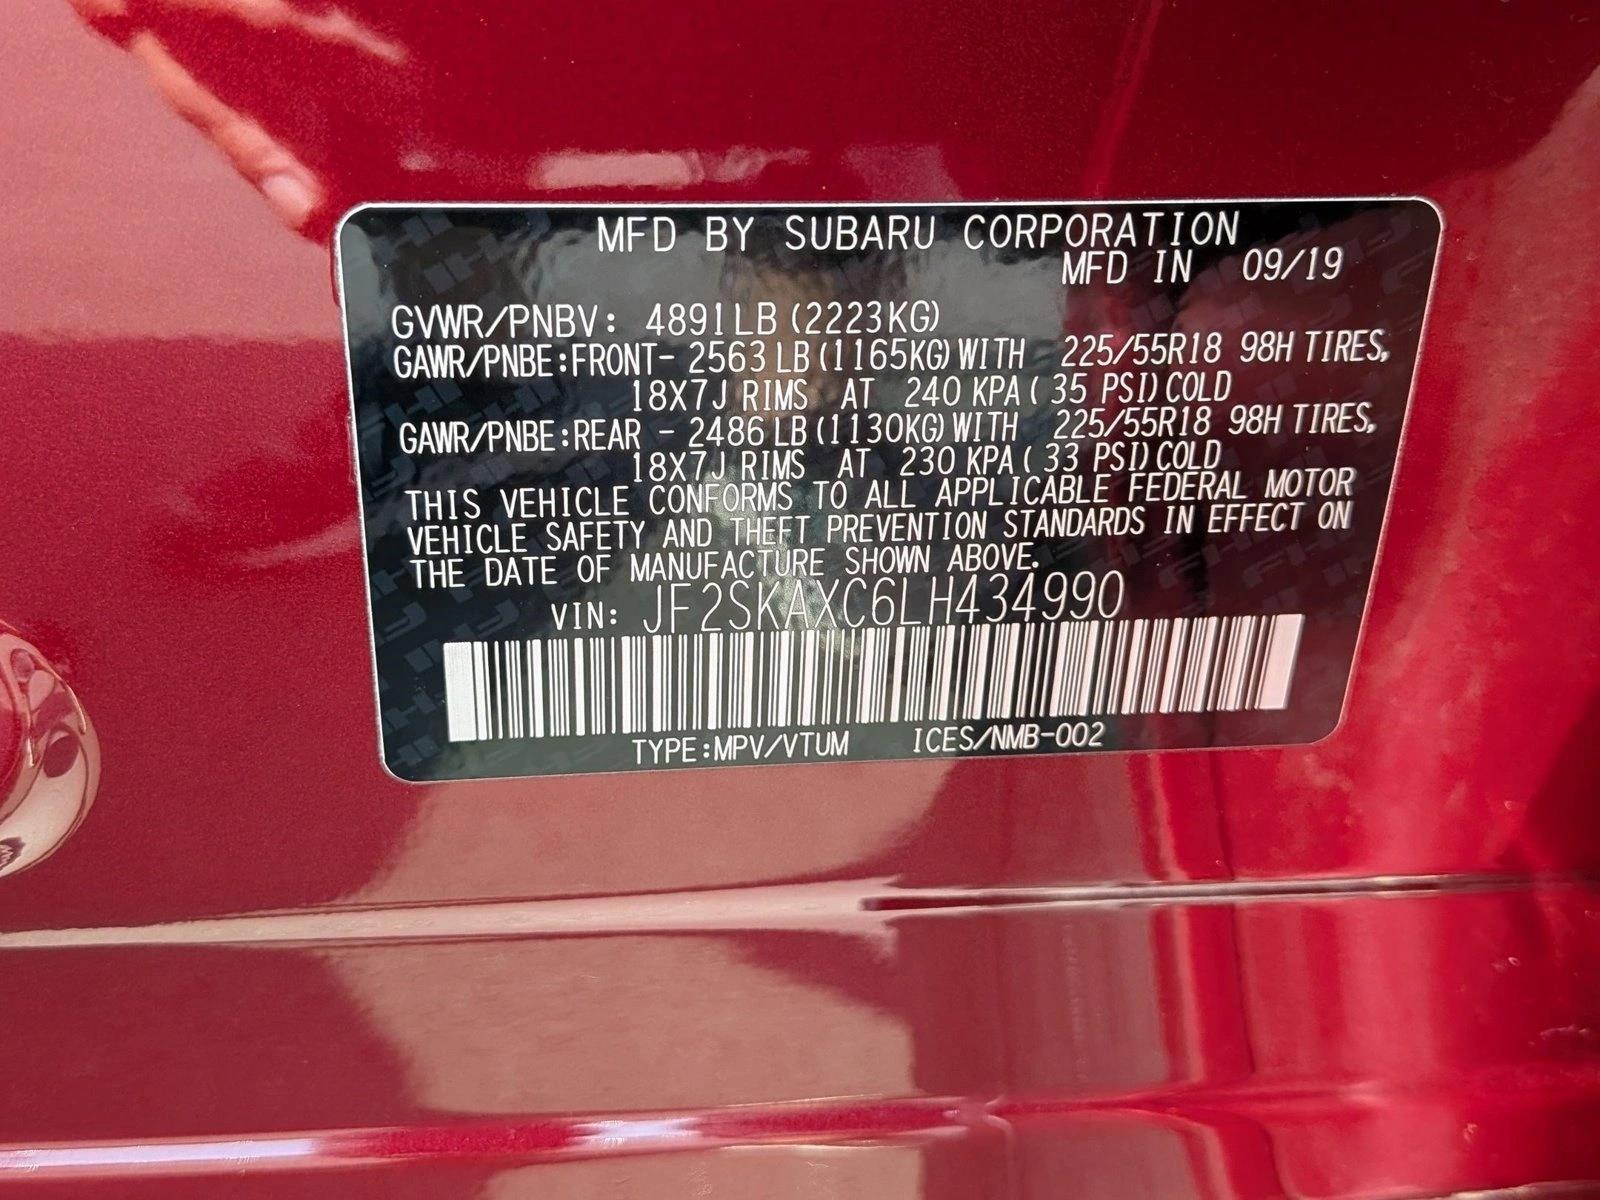 MFD BY SUBARU CORPORATION
MFD IN 09/19
GVWR/PNBV: 4891LB (2223KG)
GAWR/PNBE:FRONT- 2563 LB (1165KG) WITH 225/55R18 98H TIRES,
18X7J RIMS AT 240 KPA ( 35 PSI) COLD
GAWR/PNBE:REAR - 2486 LB (1130KG) WITH 225/55R18 98H TIRES,
18X7J RIMS AT 230 KPA ( 33 PSI) COLD
THIS VEHICLE CONFORMS TO ALL APPLICABLE FEDERAL MOTOR
VEHICLE SAFETY AND THEFT PREVENTION STANDARDS IN EFFECT ON
THE DATE OF MANUFACTURE SHOWN ABOVE.
VIN: JF2SKAXC6LH434990
TYPE:MPV/VTUM ICES/NMB-002